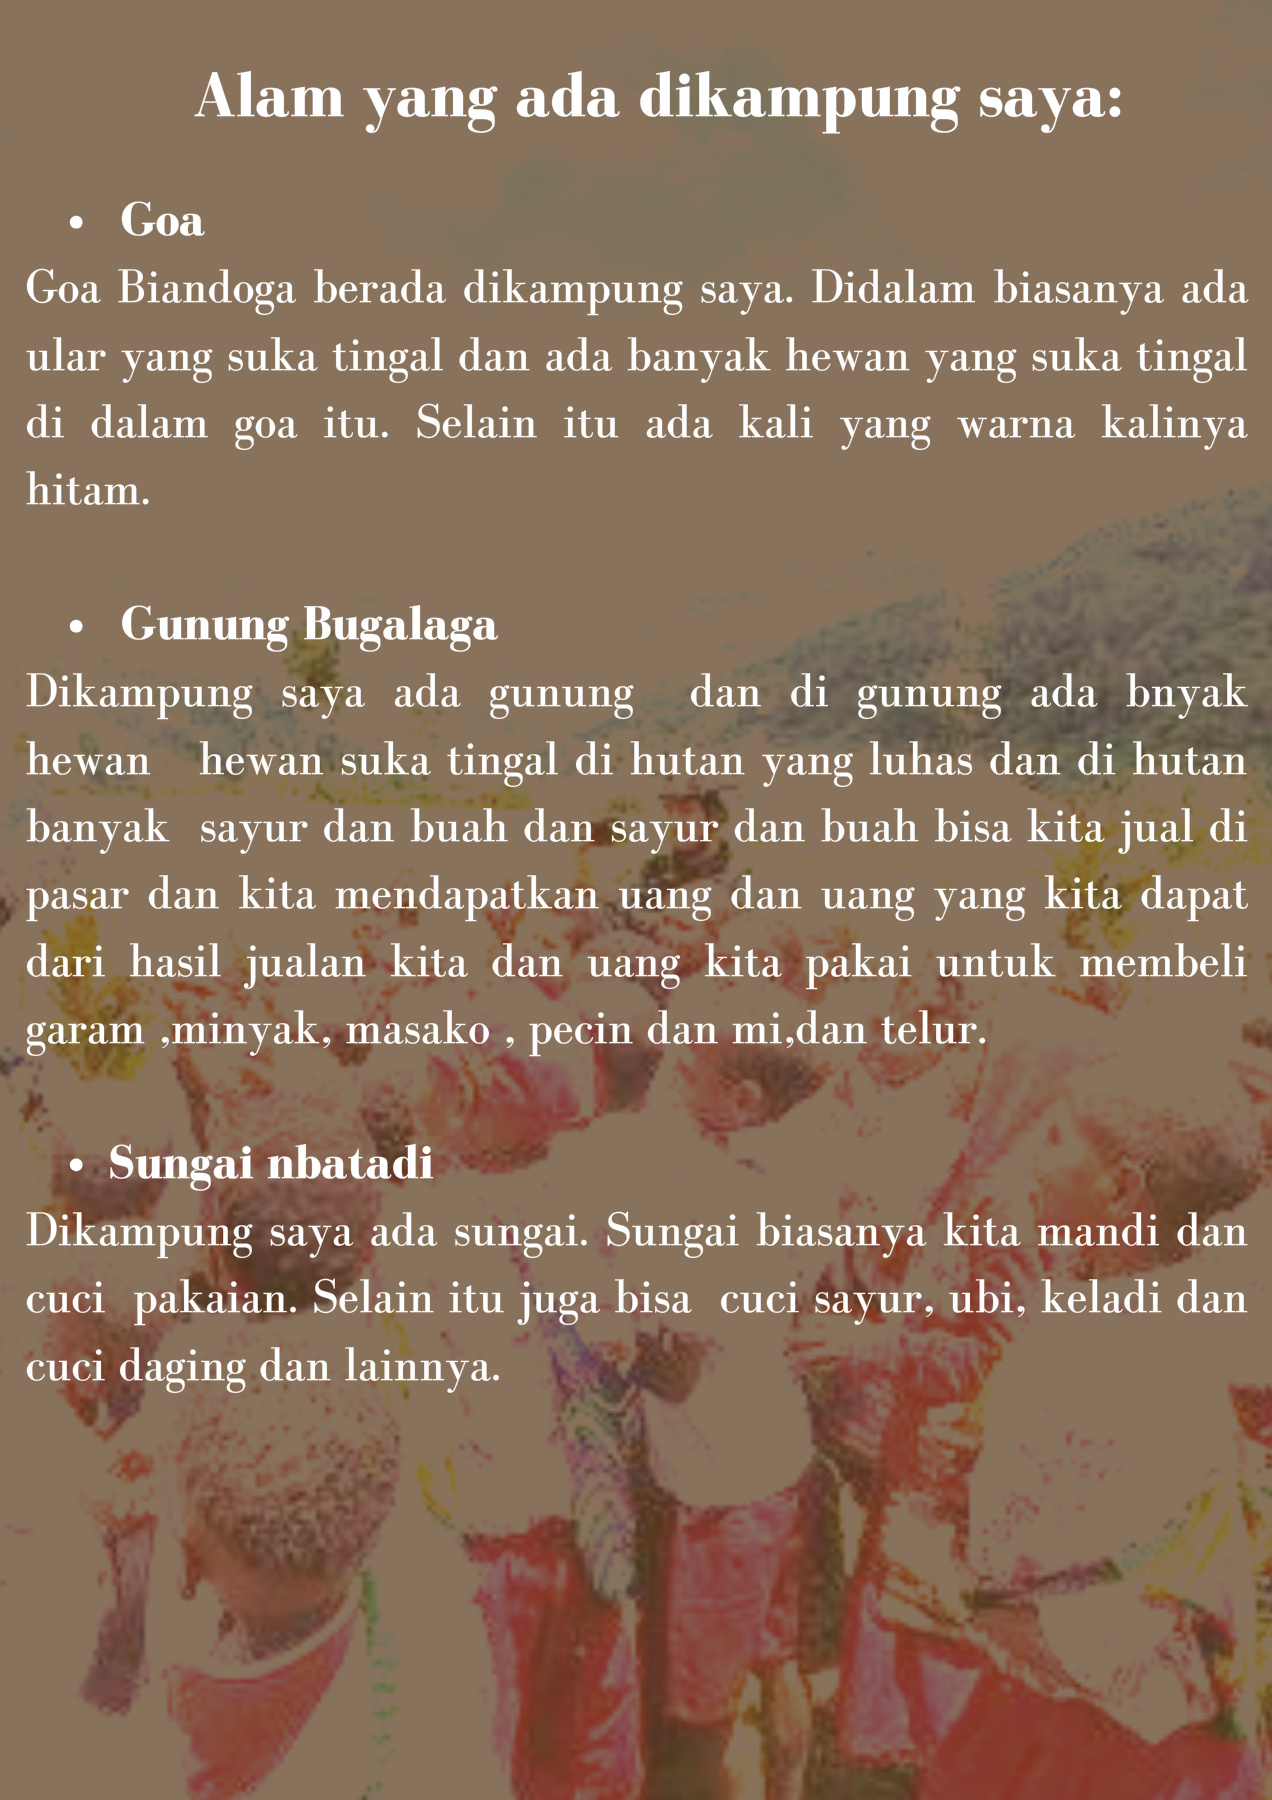 Alam yang ada dikampung saya:
• Goa
Goa Biandoga berada dikampung saya. Didalam biasanya ada
ular yang suka tingal dan ada banyak hewan yang suka tingal
di dalam goa itu. Selain itu ada kali yang warna kalinya
hitam.
• Gunung Bugalaga
Dikampung saya ada gunung dan di gunung ada bnyak
hewan hewan suka tingal di hutan yang luhas dan di hutan
banyak sayur dan buah dan sayur dan buah bisa kita jual di
pasar dan kita mendapatkan uang dan uang yang kita dapat
dari hasil jualan kita dan uang kita pakai untuk membeli
garam ,minyak, masako , pecin dan mi,dan telur.
• Sungai nbatadi
Dikampung saya ada sungai. Sungai biasanya kita mandi dan
cuci pakaian. Selain itu juga bisa cuci sayur, ubi, keladi dan
cuci daging dan lainnya.